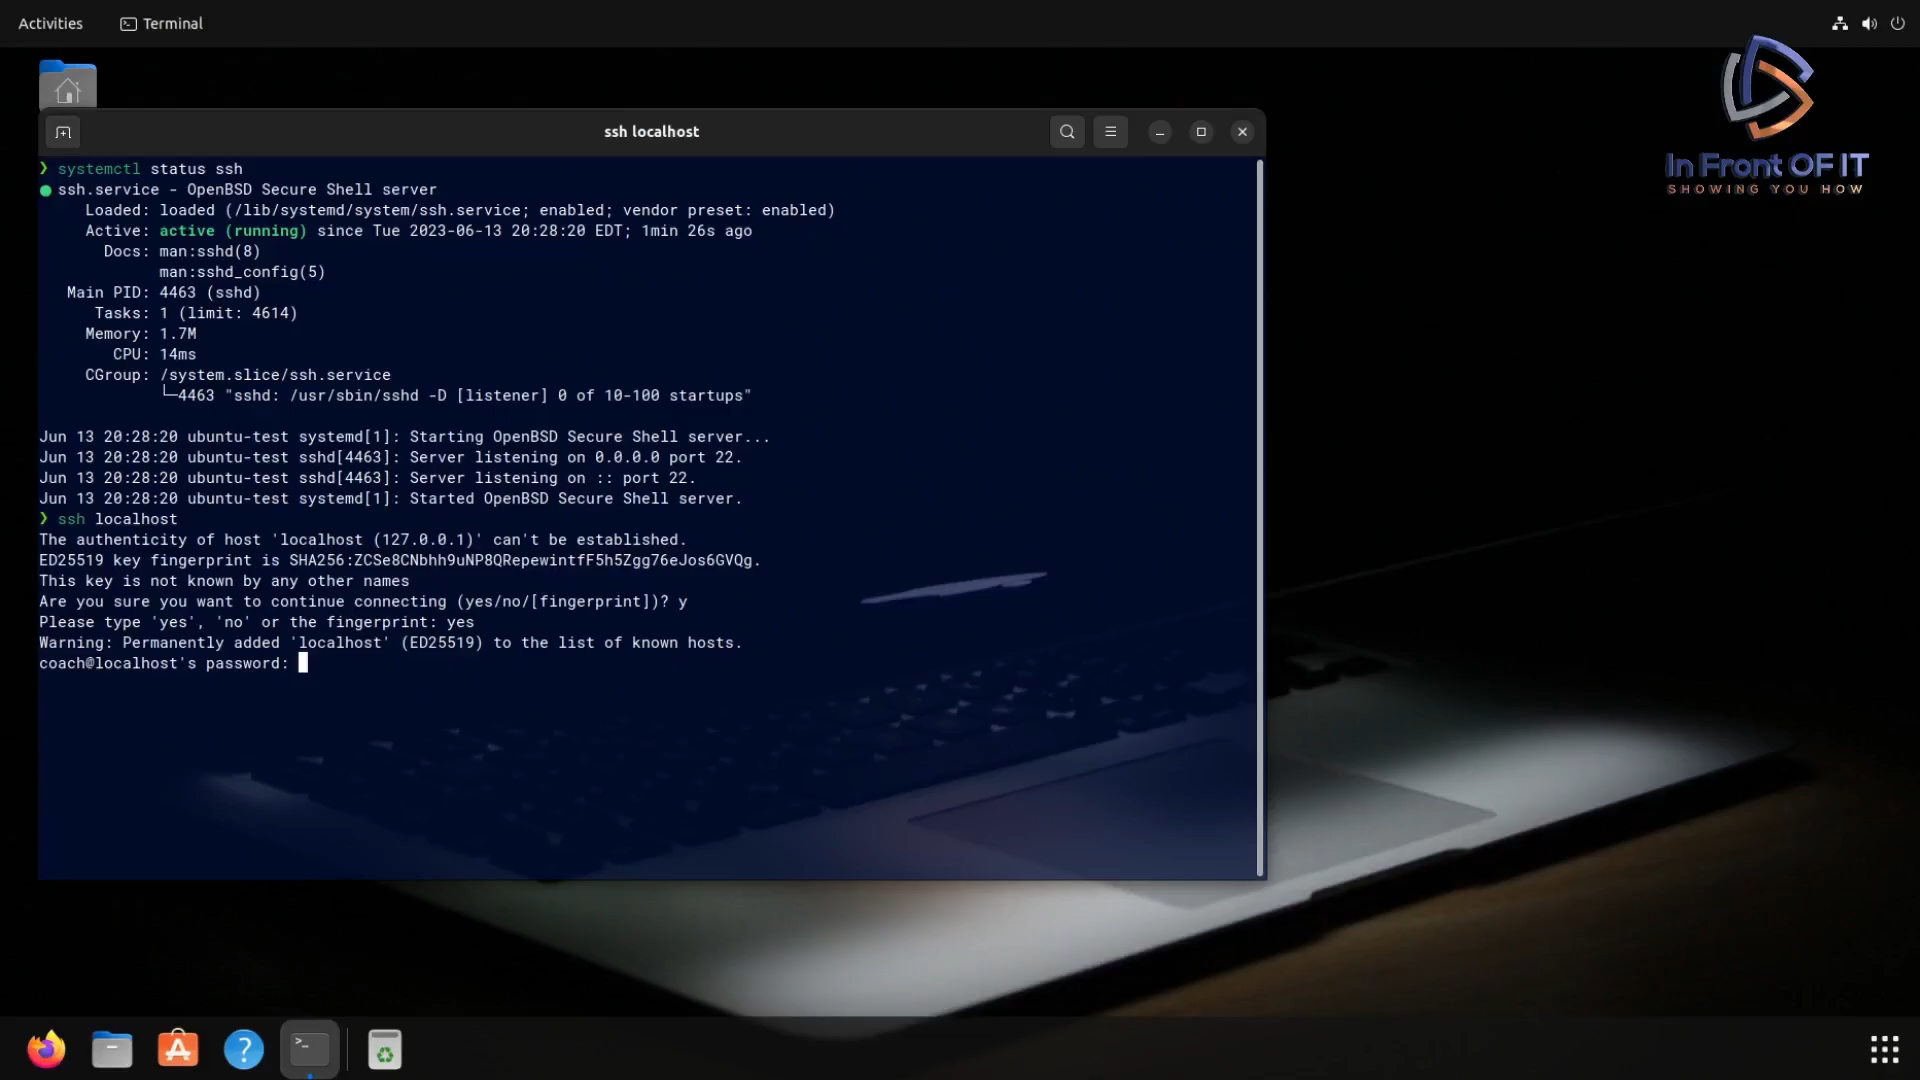 Activities Terminal
In Front OF IT
SHOWING YOU HOW
ssh localhost
❯ systemctl status ssh
● ssh.service - OpenBSD Secure Shell server
     Loaded: loaded (/lib/systemd/system/ssh.service; enabled; vendor preset: enabled)
     Active: active (running) since Tue 2023-06-13 20:28:20 EDT; 1min 26s ago
       Docs: man:sshd(8)
             man:sshd_config(5)
   Main PID: 4463 (sshd)
      Tasks: 1 (limit: 4614)
     Memory: 1.7M
        CPU: 14ms
     CGroup: /system.slice/ssh.service
             └─4463 "sshd: /usr/sbin/sshd -D [listener] 0 of 10-100 startups"
Jun 13 20:28:20 ubuntu-test systemd[1]: Starting OpenBSD Secure Shell server...
Jun 13 20:28:20 ubuntu-test sshd[4463]: Server listening on 0.0.0.0 port 22.
Jun 13 20:28:20 ubuntu-test sshd[4463]: Server listening on :: port 22.
Jun 13 20:28:20 ubuntu-test systemd[1]: Started OpenBSD Secure Shell server.
❯ ssh localhost
The authenticity of host 'localhost (127.0.0.1)' can't be established.
ED25519 key fingerprint is SHA256:ZCSe8CNbhh9uNP8QRepewintfF5h5Zgg76eJos6GVQg.
This key is not known by any other names
Are you sure you want to continue connecting (yes/no/[fingerprint])? y
Please type 'yes', 'no' or the fingerprint: yes
Warning: Permanently added 'localhost' (ED25519) to the list of known hosts.
coach@localhost's password: